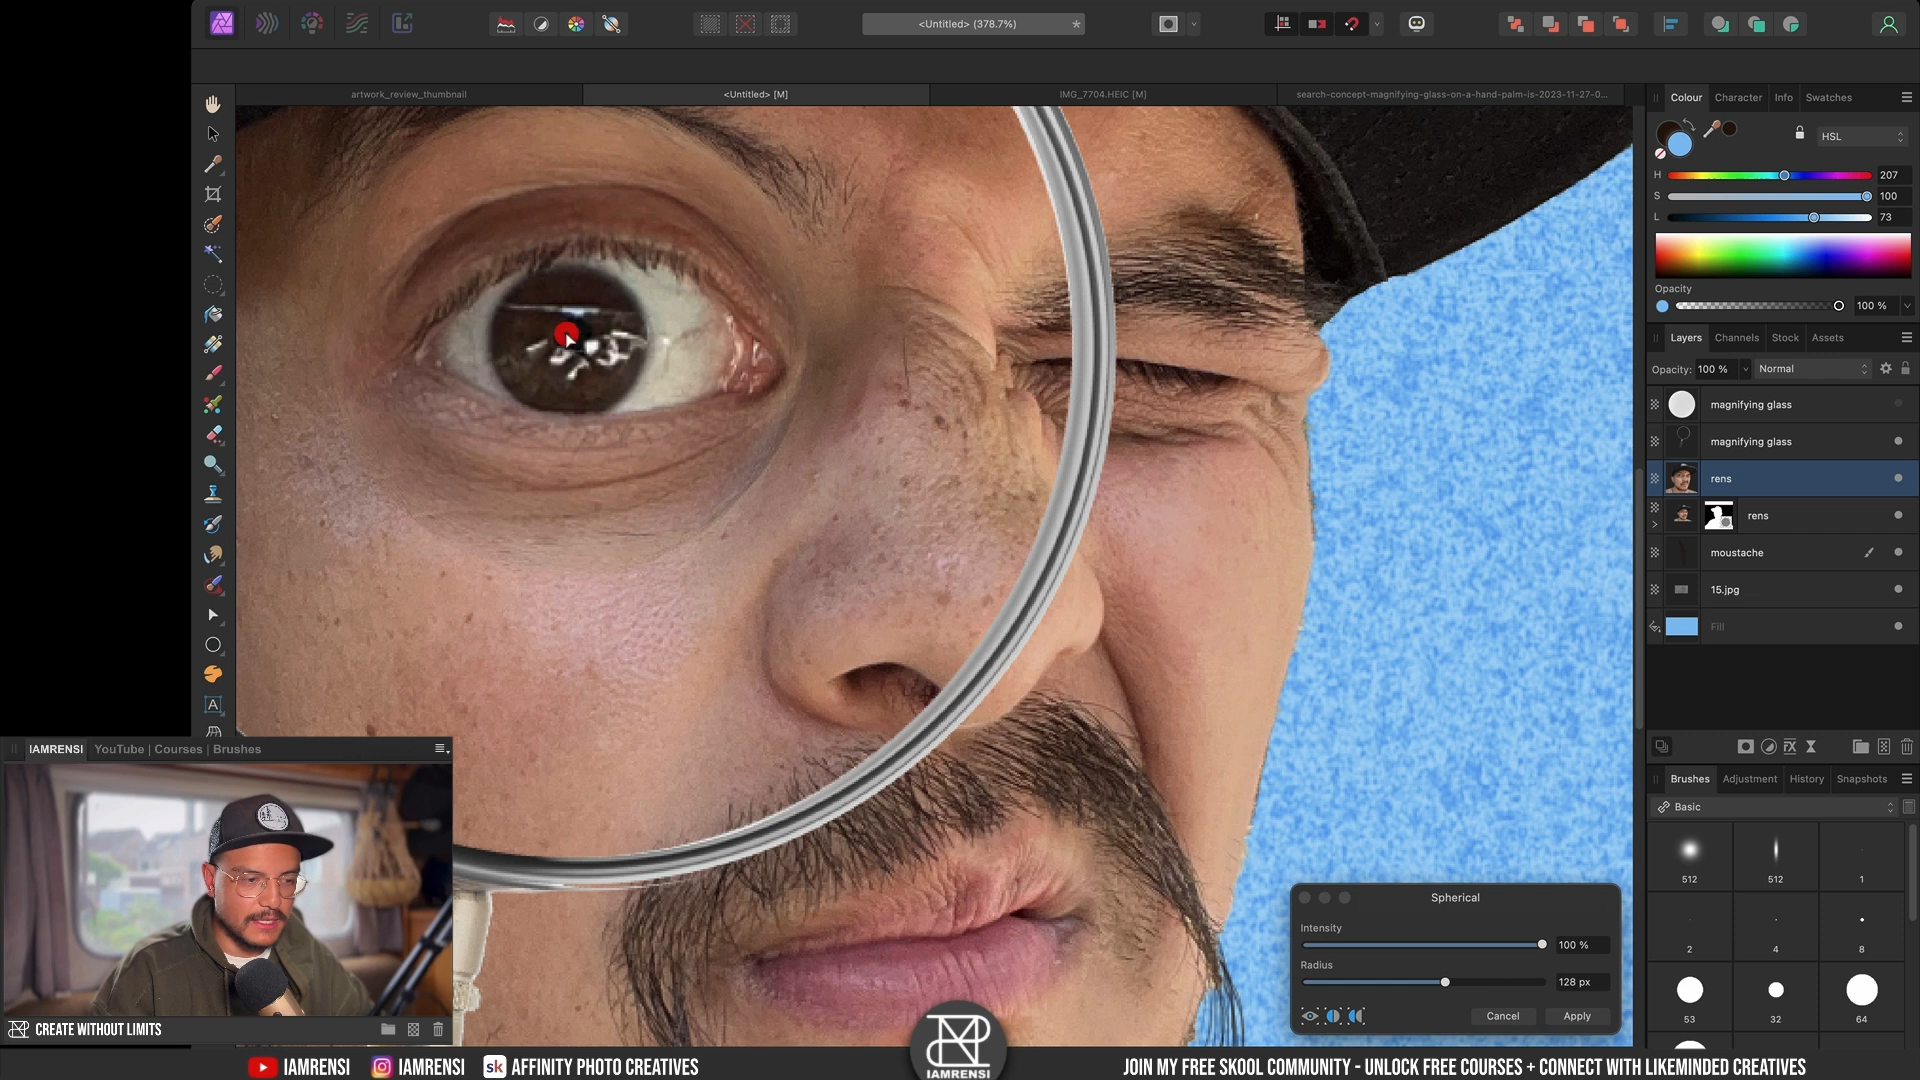 <Untitled> (378.7%)
*
artwork_review_thumbnail
<Untitled> [M]
IMG_7704.HEIC [M]
search-concept-magnifying-glass-on-a-hand-palm-is-2023-11-27-0...
Colour
Character
Info
Swatches
HSL
H
207
S
100
L
73
Opacity
100 %
Layers
Channels
Stock
Assets
Opacity: 100 %
Normal
magnifying glass
magnifying glass
rens
rens
moustache
15.jpg
Fill
Brushes
Adjustment
History
Snapshots
Basic
512
512
1
2
4
8
53
32
64
Spherical
Intensity
100 %
Radius
128 px
Cancel
Apply
IAMRENSI
YouTube | Courses | Brushes
CREATE WITHOUT LIMITS
IAMRENSI
IAMRENSI
sk
AFFINITY PHOTO CREATIVES
IAMRENSI
JOIN MY FREE SKOOL COMMUNITY - UNLOCK FREE COURSES + CONNECT WITH LIKEMINDED CREATIVES